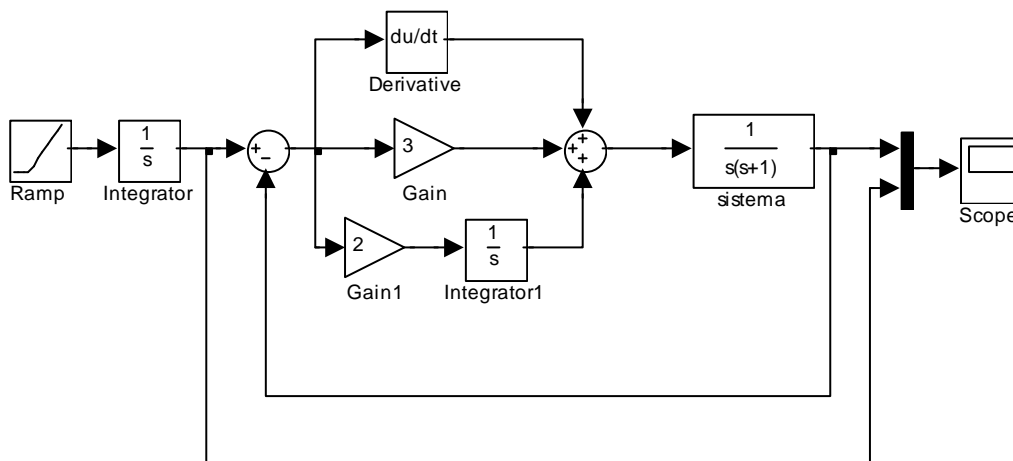 du/dt
Derivative
Ramp
1
s
Integrator
+
−
3
Gain
+
+
+
1
s(s+1)
sistema
Scope
2
Gain1
1
s
Integrator1